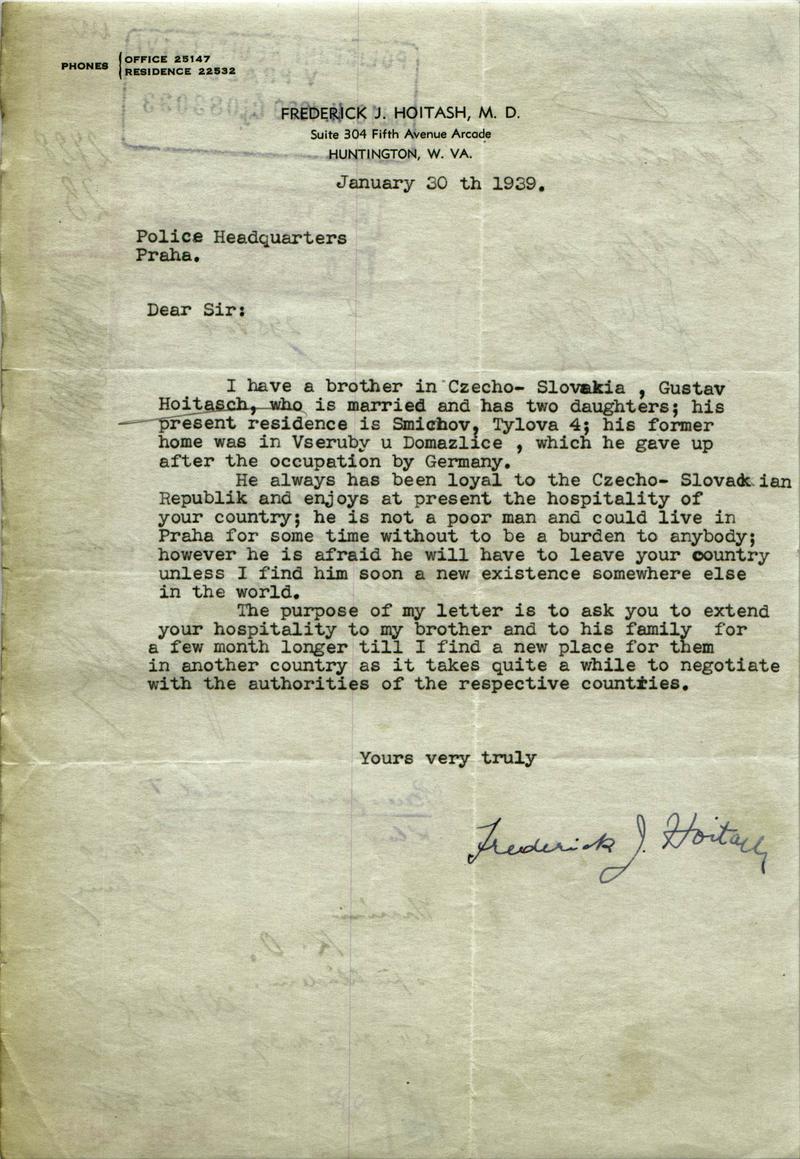 PHONES
OFFICE 25147
RESIDENCE 22532
FREDERICK J. HOITASH, M. D.
Suite 304 Fifth Avenue Arcade
HUNTINGTON, W. VA.
January 30 th 1939.
Police Headquarters
Praha.
Dear Sir:
I have a brother in Czecho- Slovakia , Gustav
Hoitasch, who is married and has two daughters; his
present residence is Smichov, Tylova 4; his former
home was in Vseruby u Domazlice , which he gave up
after the occupation by Germany.
He always has been loyal to the Czecho- Slovak ian
Republik and enjoys at present the hospitality of
your country; he is not a poor man and could live in
Praha for some time without to be a burden to anybody;
however he is afraid he will have to leave your country
unless I find him soon a new existence somewhere else
in the world.
The purpose of my letter is to ask you to extend
your hospitality to my brother and to his family for
a few month longer till I find a new place for them
in another country as it takes quite a while to negotiate
with the authorities of the respective countries.
Yours very truly
Frederick J. Hoitash